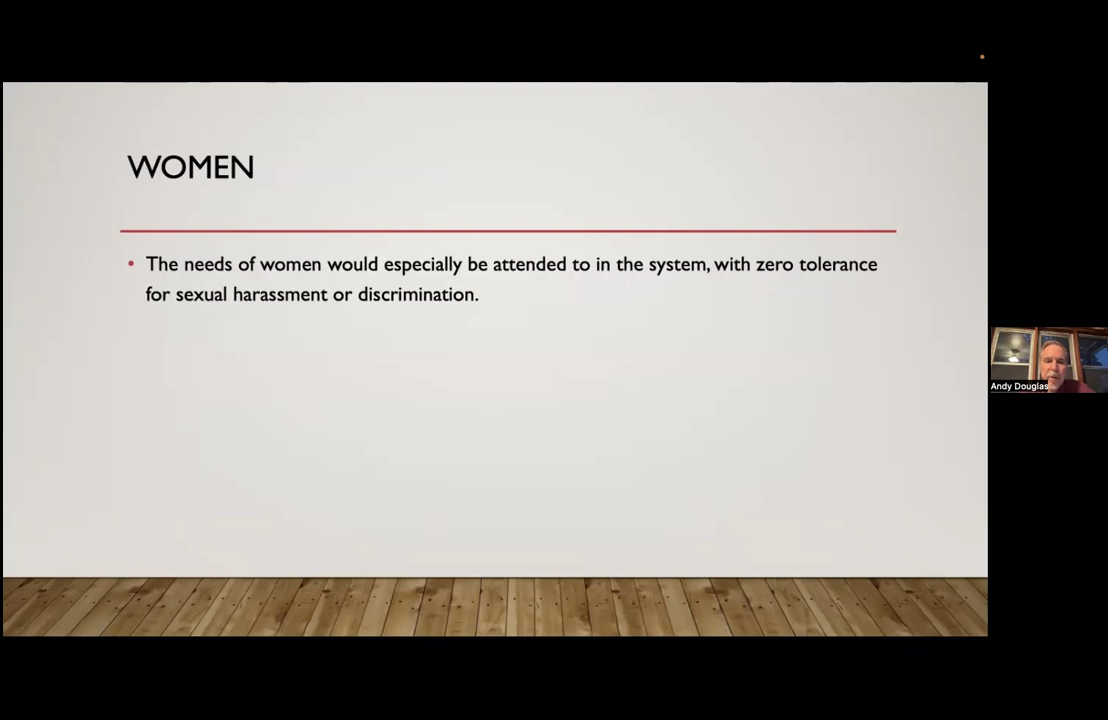 WOMEN
• The needs of women would especially be attended to in the system, with zero tolerance
for sexual harassment or discrimination.
Andy Douglas